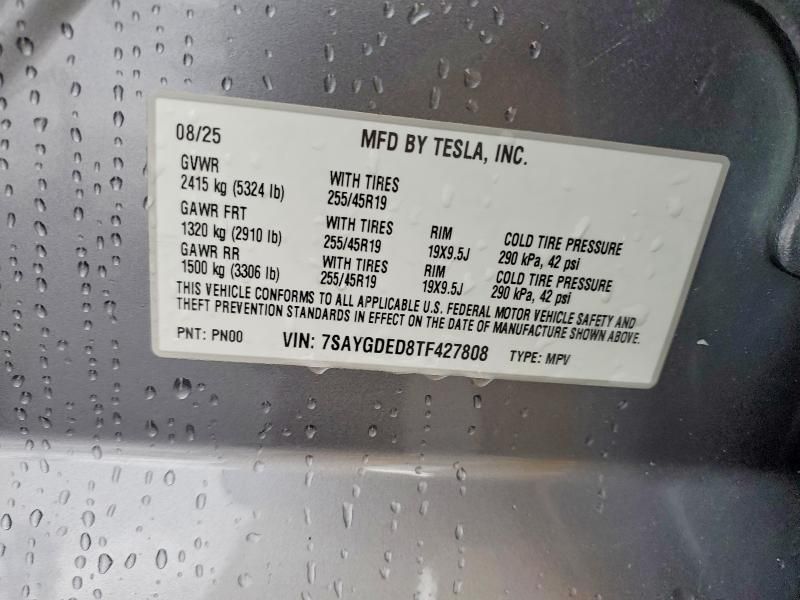 08/25 MFD BY TESLA, INC.
GVWR
2415 kg (5324 lb) WITH TIRES 255/45R19
GAWR FRT
1320 kg (2910 lb) WITH TIRES 255/45R19 RIM 19X9.5J COLD TIRE PRESSURE 290 kPa, 42 psi
GAWR RR
1500 kg (3306 lb) WITH TIRES 255/45R19 RIM 19X9.5J COLD TIRE PRESSURE 290 kPa, 42 psi
THIS VEHICLE CONFORMS TO ALL APPLICABLE U.S. FEDERAL MOTOR VEHICLE SAFETY AND
THEFT PREVENTION STANDARDS IN EFFECT ON THE DATE OF MANUFACTURE SHOWN ABOVE.
PNT: PN00 VIN: 7SAYGDED8TF427808 TYPE: MPV